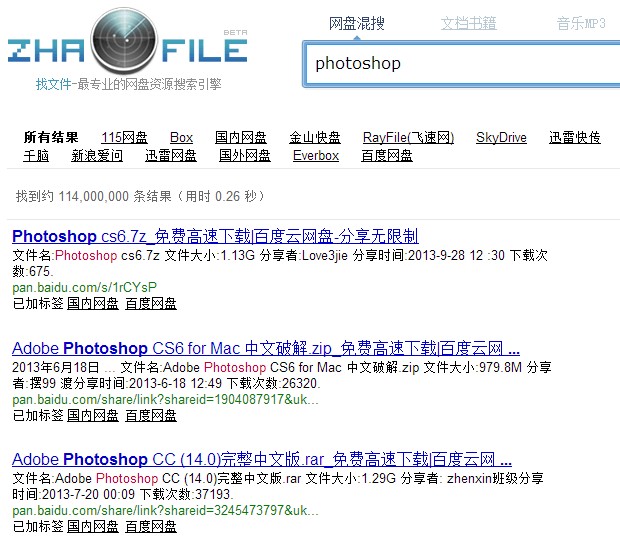 BETA
ZHAOFILE
找文件-最专业的网盘资源搜索引擎
网盘混搜 文档书籍 音乐MP3
photoshop
所有结果 115网盘 Box 国内网盘 金山快盘 RayFile(飞速网) SkyDrive 迅雷快传
千脑 新浪爱问 迅雷网盘 国外网盘 Everbox 百度网盘
找到约 114,000,000 条结果（用时 0.26 秒）
Photoshop cs6.7z_免费高速下载|百度云网盘-分享无限制
文件名:Photoshop cs6.7z 文件大小:1.13G 分享者:Love3jie 分享时间:2013-9-28 12 :30 下载次
数:675.
pan.baidu.com/s/1rCYsP
已加标签 国内网盘 百度网盘
Adobe Photoshop CS6 for Mac 中文破解.zip_免费高速下载|百度云网 ...
2013年6月18日 ... 文件名:Adobe Photoshop CS6 for Mac 中文破解.zip 文件大小:979.8M 分享
者:摆99 渡分享时间:2013-6-18 12:49 下载次数:26320.
pan.baidu.com/share/link?shareid=1904087917&uk...
已加标签 国内网盘 百度网盘
Adobe Photoshop CC (14.0)完整中文版.rar_免费高速下载|百度云网 ...
文件名:Adobe Photoshop CC (14.0)完整中文版.rar 文件大小:1.29G 分享者: zhenxin班级分享
时间:2013-7-20 00:09 下载次数:37193.
pan.baidu.com/share/link?shareid=3245473797&uk...
已加标签 国内网盘 百度网盘